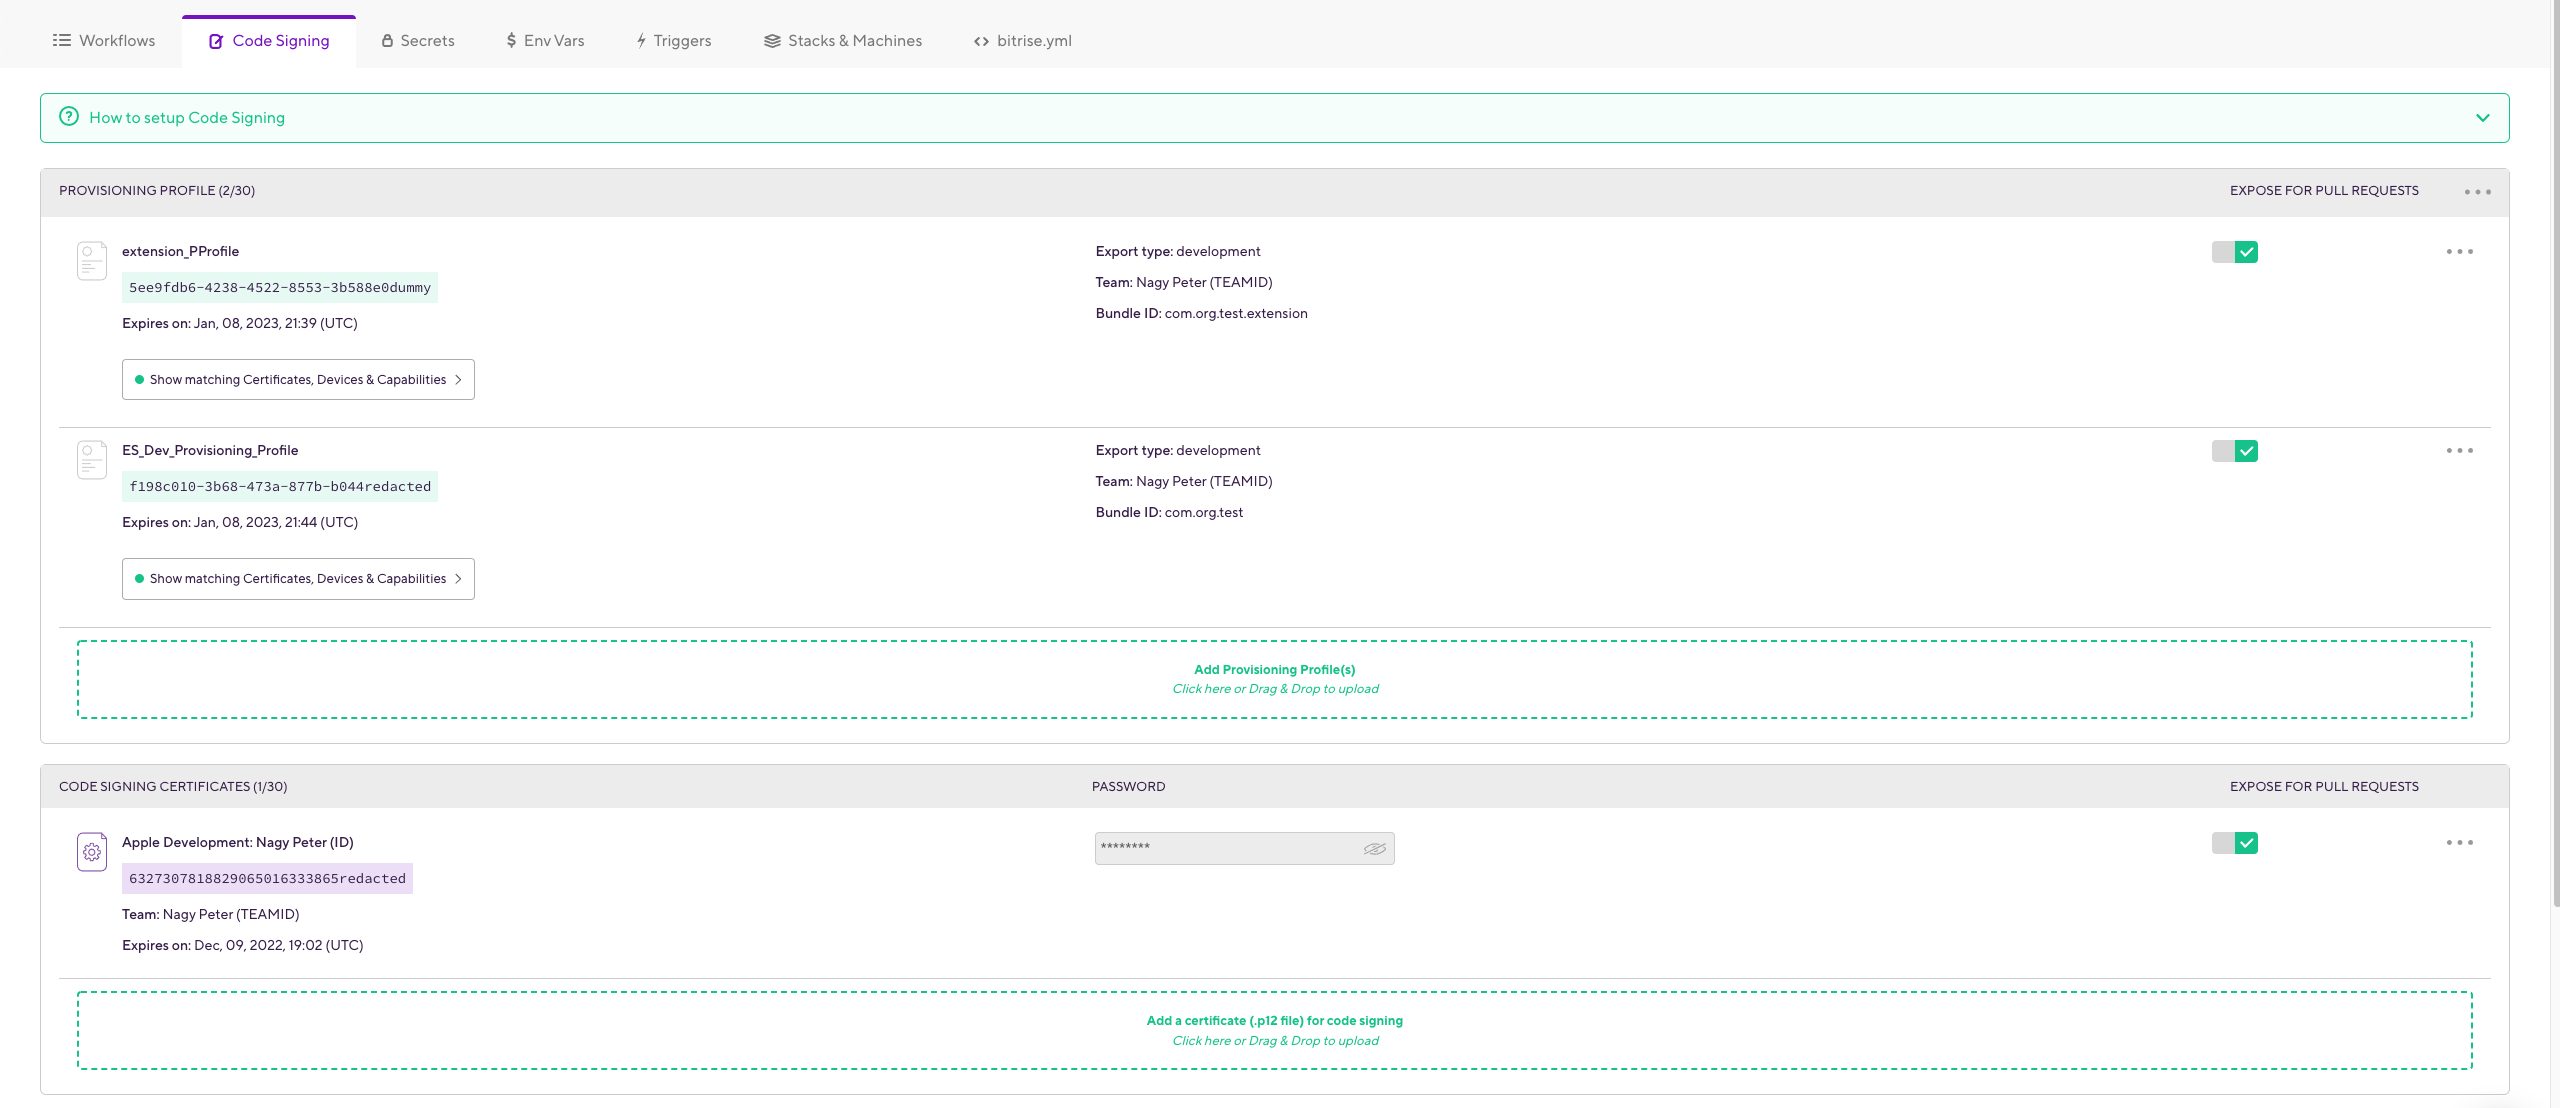 Workflows
Code Signing
Secrets
$ Env Vars
Triggers
Stacks & Machines
<> bitrise.yml
? How to setup Code Signing
PROVISIONING PROFILE (2/30)
EXPOSE FOR PULL REQUESTS
extension_PProfile
5ee9fdb6-4238-4522-8553-3b588e0dummy
Expires on: Jan, 08, 2023, 21:39 (UTC)
Show matching Certificates, Devices & Capabilities
Export type: development
Team: Nagy Peter (TEAMID)
Bundle ID: com.org.test.extension
ES_Dev_Provisioning_Profile
f198c010-3b68-473a-877b-b044redacted
Expires on: Jan, 08, 2023, 21:44 (UTC)
Show matching Certificates, Devices & Capabilities
Export type: development
Team: Nagy Peter (TEAMID)
Bundle ID: com.org.test
Add Provisioning Profile(s)
Click here or Drag & Drop to upload
CODE SIGNING CERTIFICATES (1/30)
PASSWORD
EXPOSE FOR PULL REQUESTS
Apple Development: Nagy Peter (ID)
6327307818829065016333865redacted
Team: Nagy Peter (TEAMID)
Expires on: Dec, 09, 2022, 19:02 (UTC)
********
Add a certificate (.p12 file) for code signing
Click here or Drag & Drop to upload